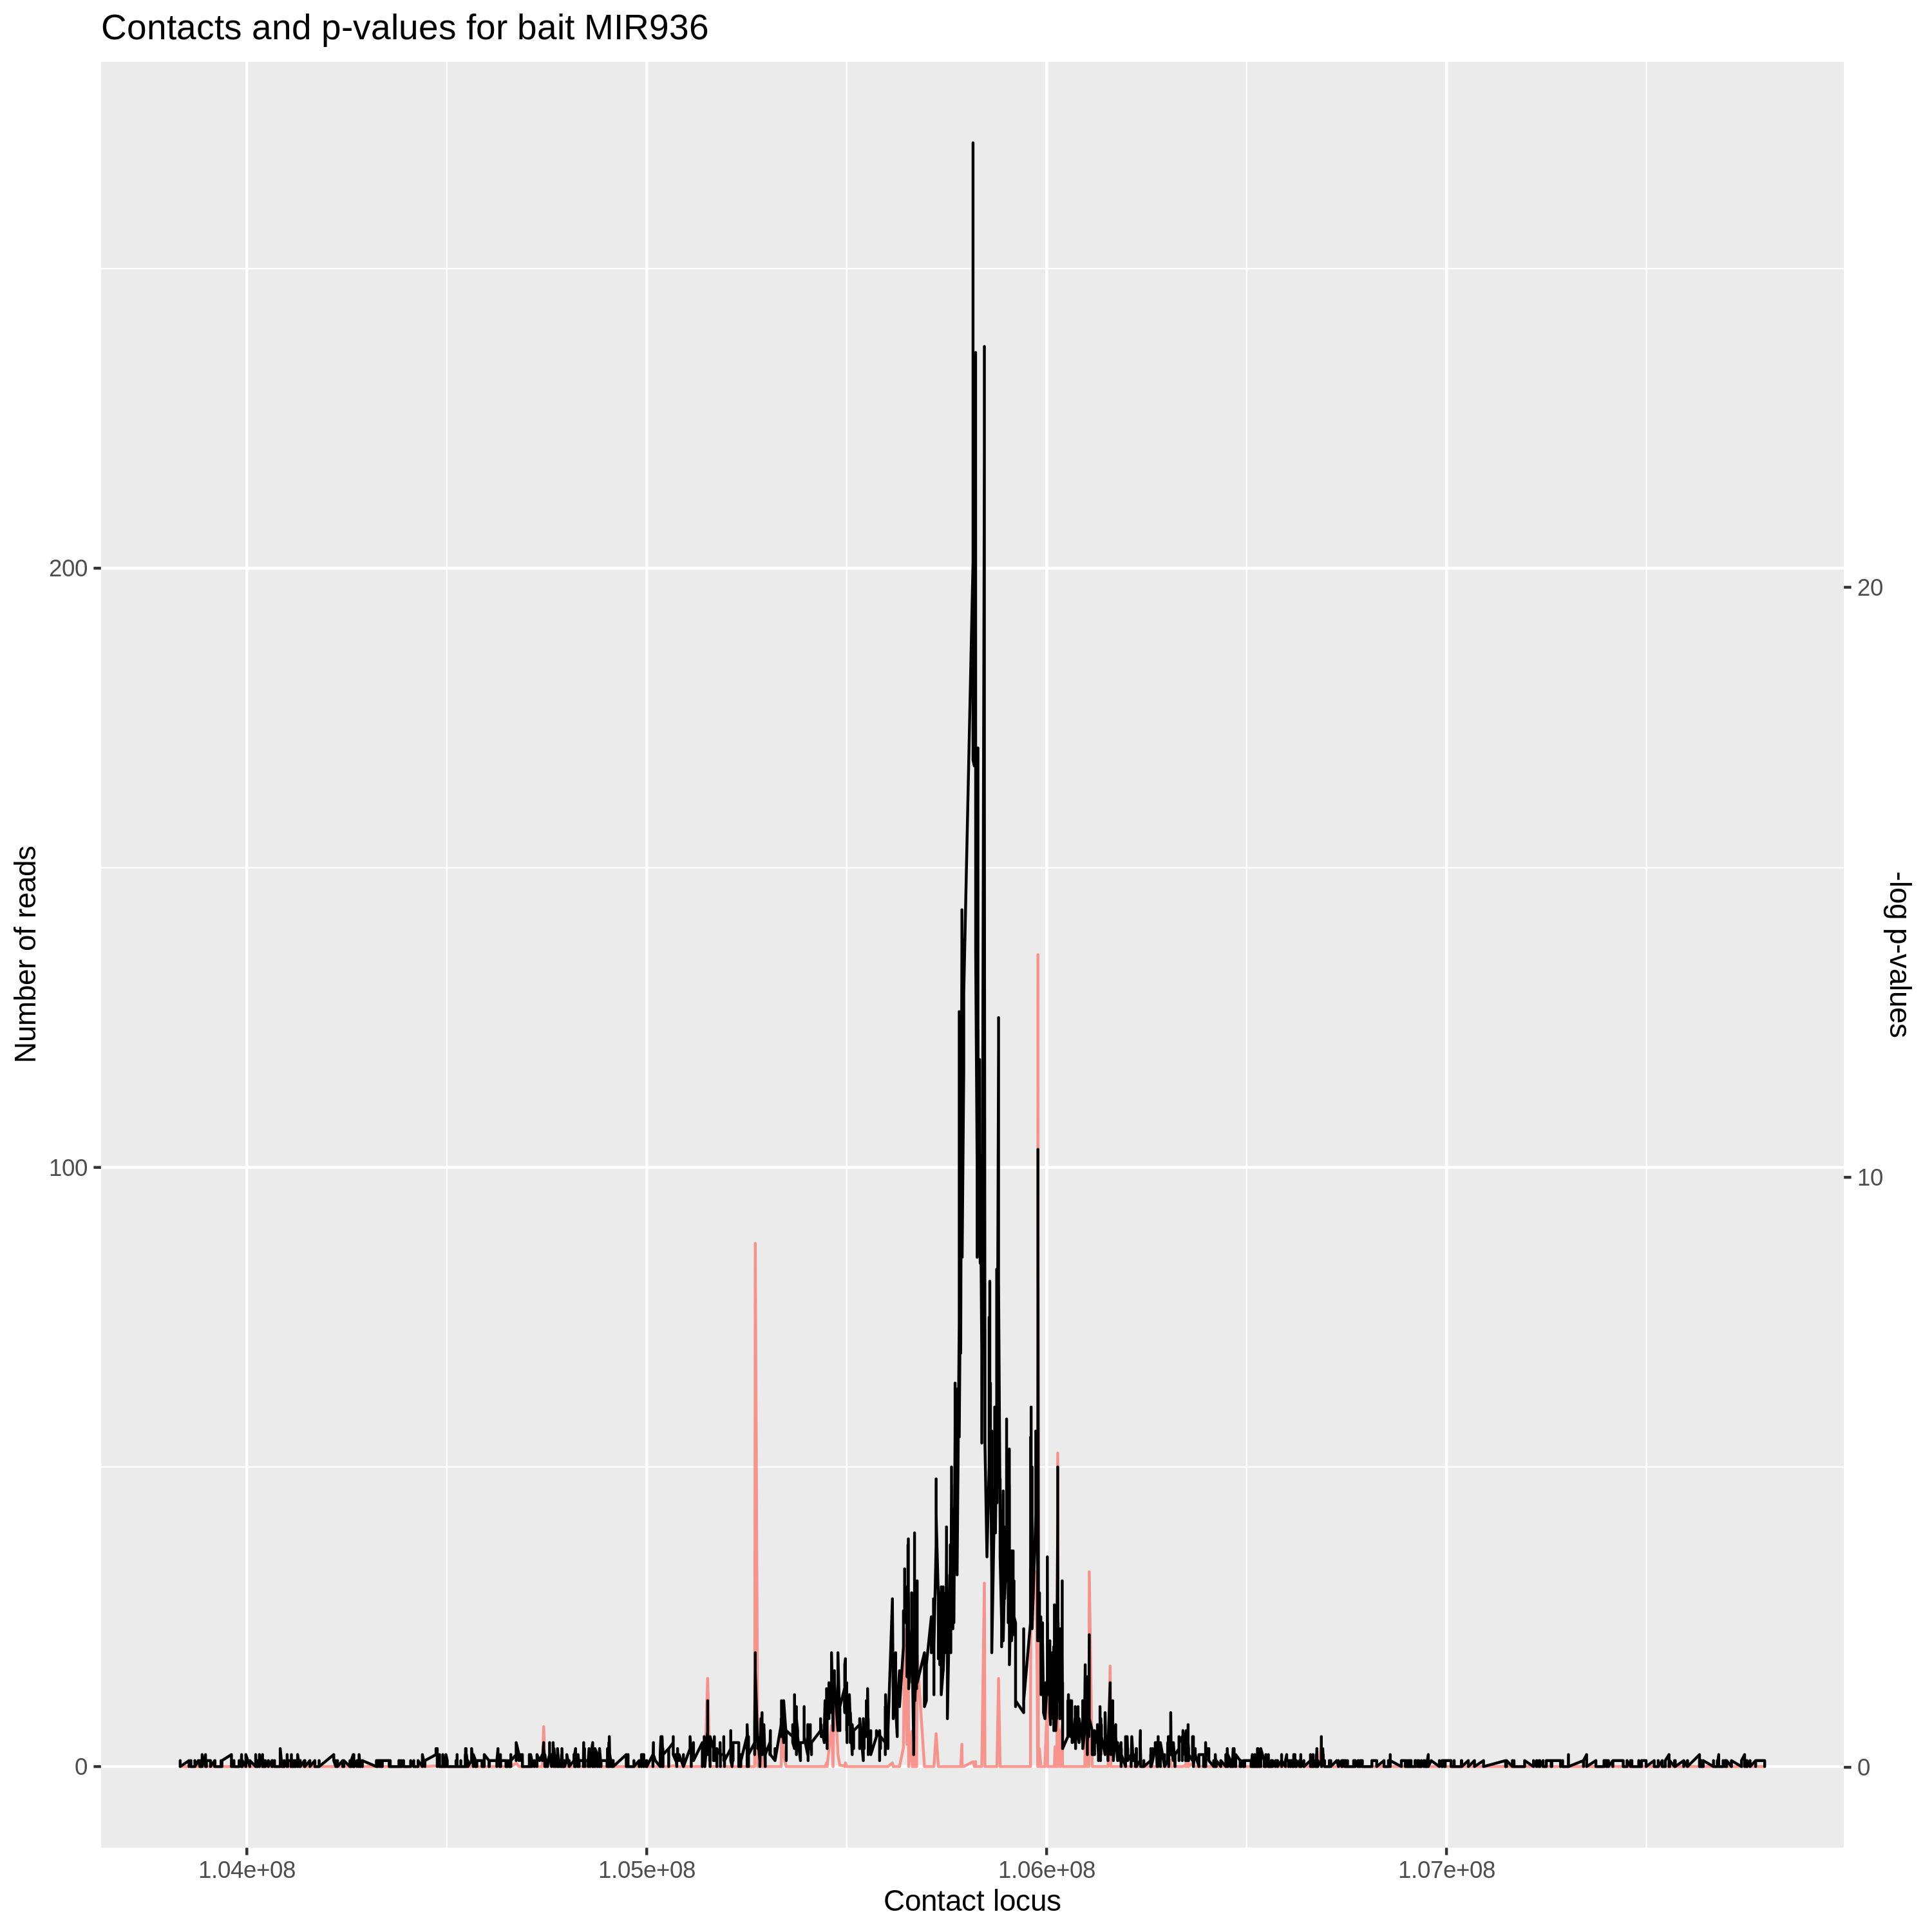 Contacts and p-values for bait MIR936
Number of reads
200
100
0
20
10
0
-log p-values
1.04e+08 1.05e+08 1.06e+08 1.07e+08
Contact locus